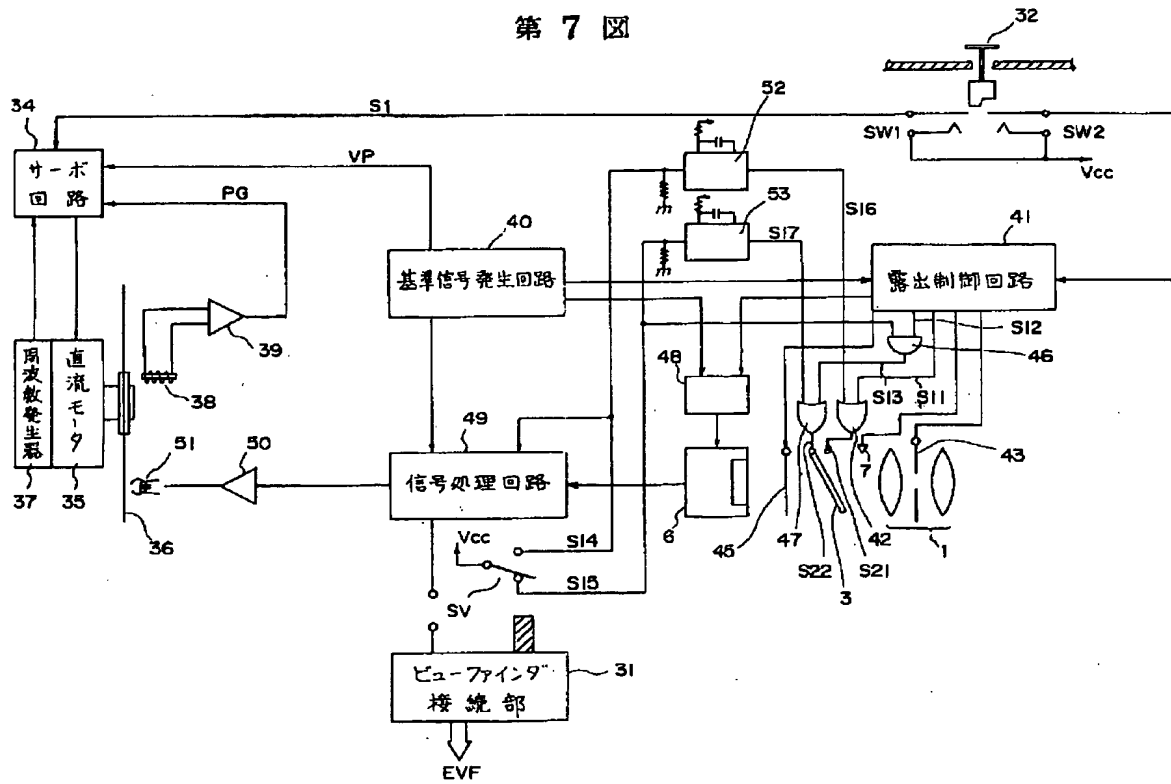 第 7 図
32
34
S1
52
SW1
SW2
Vcc
サーボ
回 路
VP
PG
53
S16
S17
40
41
基準信号発生回路
露出制御回路
S12
46
39
48
S13
S11
38
周波数発生器
直流モータ
49
51
50
信号処理回路
7
43
37
35
36
6
45
47
42
1
Vcc
S14
S15
S22
S21
3
SV
ビューファインダ
接続部
31
EVF